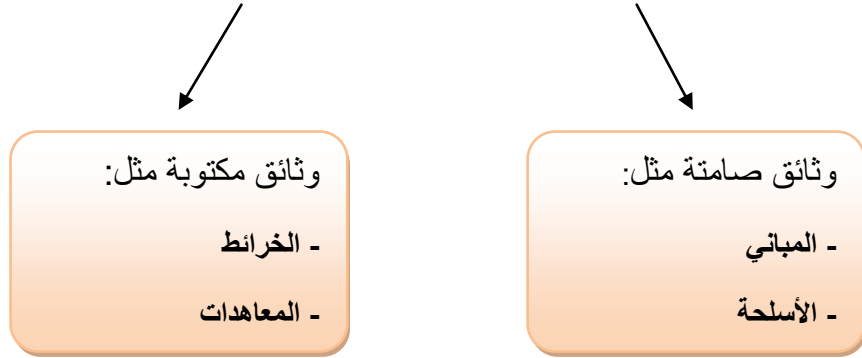 وثائق صامتة مثل:
- المباني
- الأسلحة
وثائق مكتوبة مثل:
- الخرائط
- المعاهدات